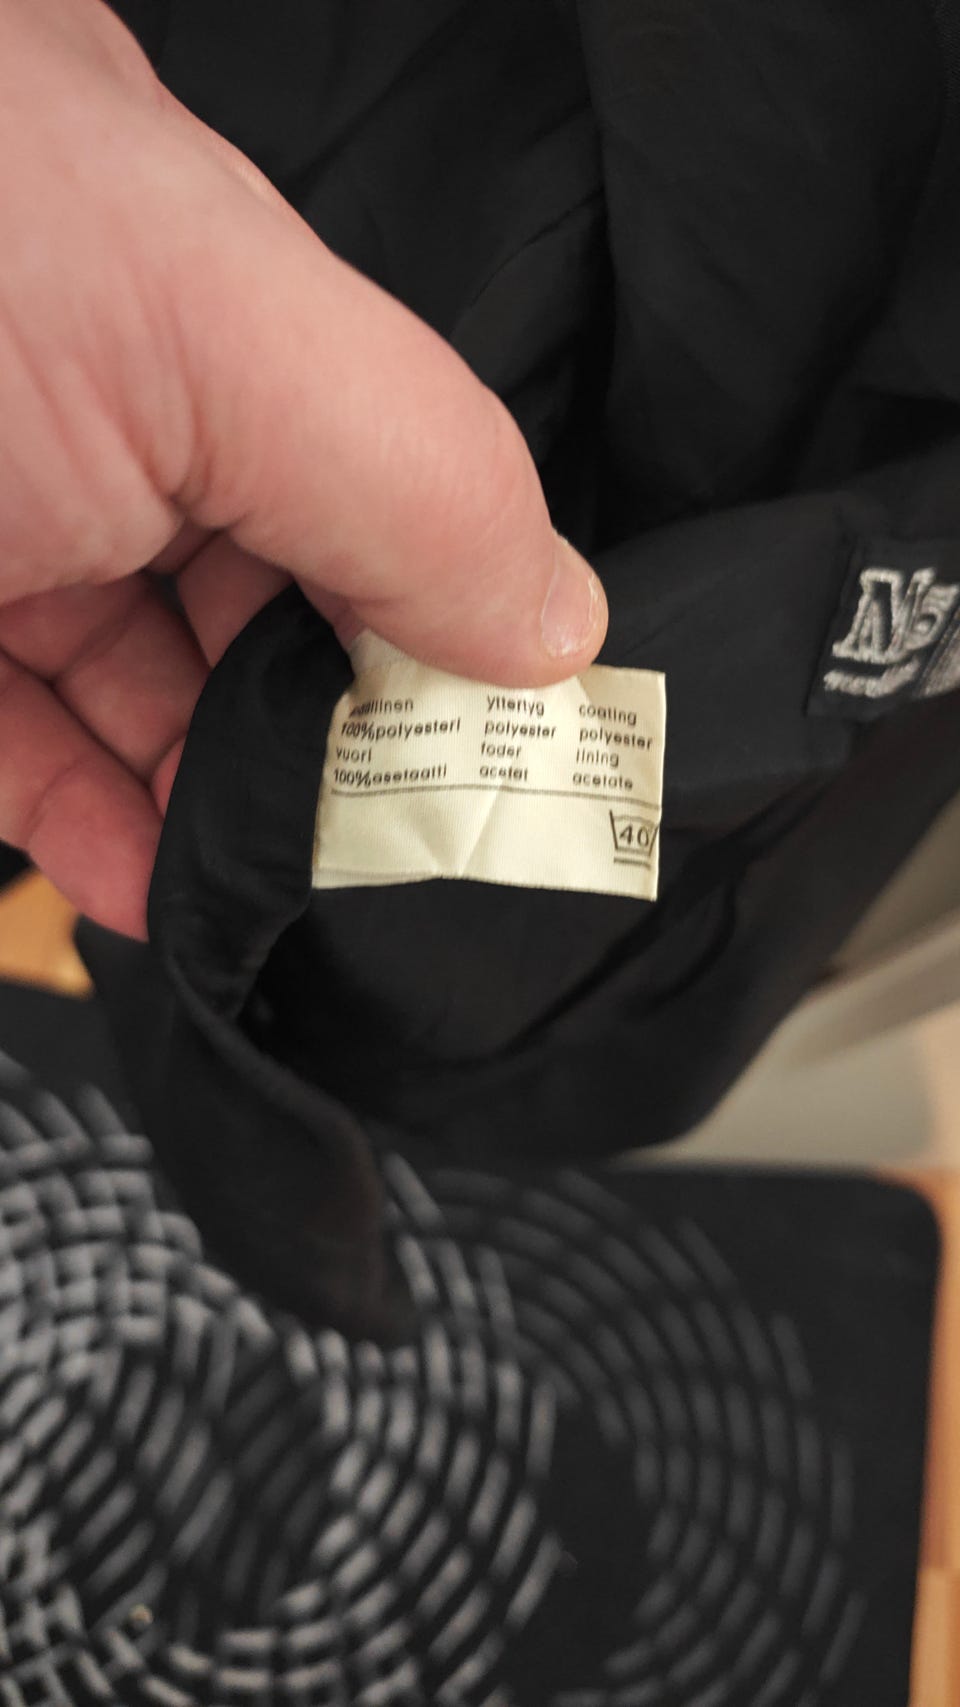 yttertyg coating
100%polyesteri polyester polyester
vuori foder lining
100%asetaatti acetat acetate
40